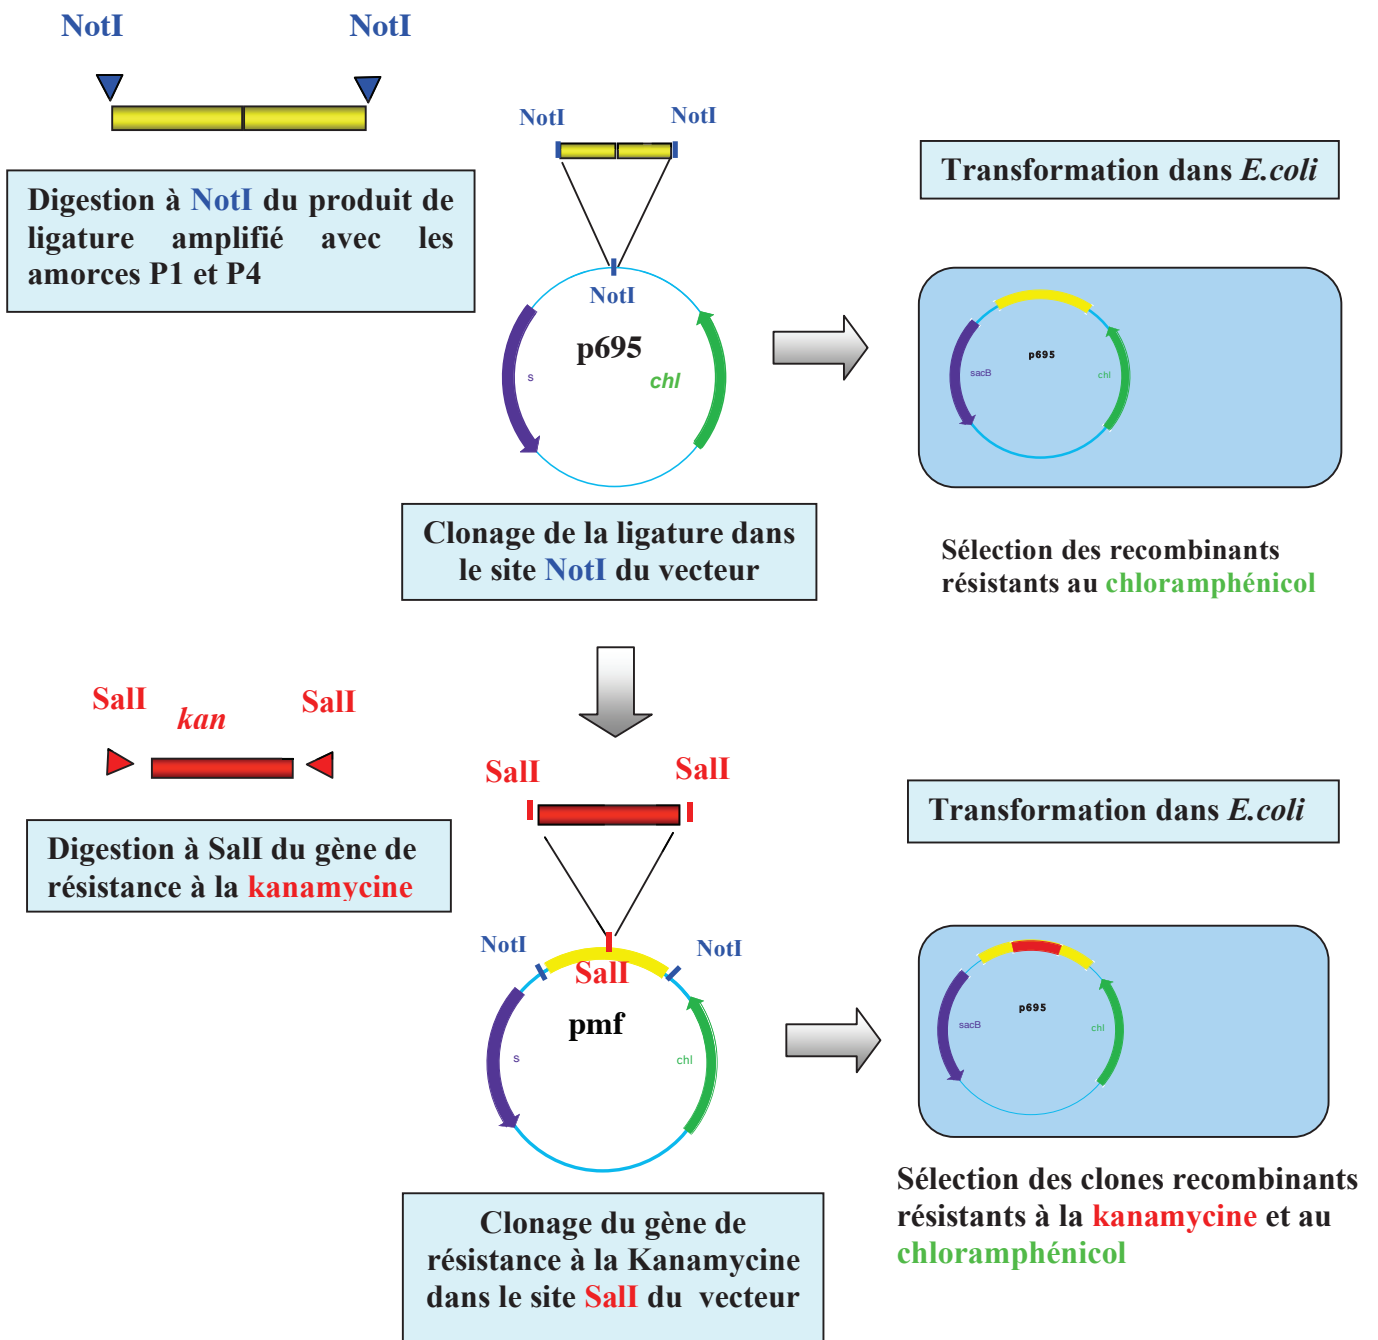 NotI NotI
Digestion à NotI du produit de
ligature amplifié avec les
amorces P1 et P4
NotI NotI
NotI
p695
s
chl
Clonage de la ligature dans
le site NotI du vecteur
Transformation dans E.coli
p695
sacB
chl
Sélection des recombinants
résistants au chloramphénicol
SalI kan SalI
Digestion à SalI du gène de
résistance à la kanamycine
SalI SalI
NotI NotI
SalI
pmf
s
chl
Clonage du gène de
résistance à la Kanamycine
dans le site SalI du vecteur
Transformation dans E.coli
p695
sacB
chl
Sélection des clones recombinants
résistants à la kanamycine et au
chloramphénicol